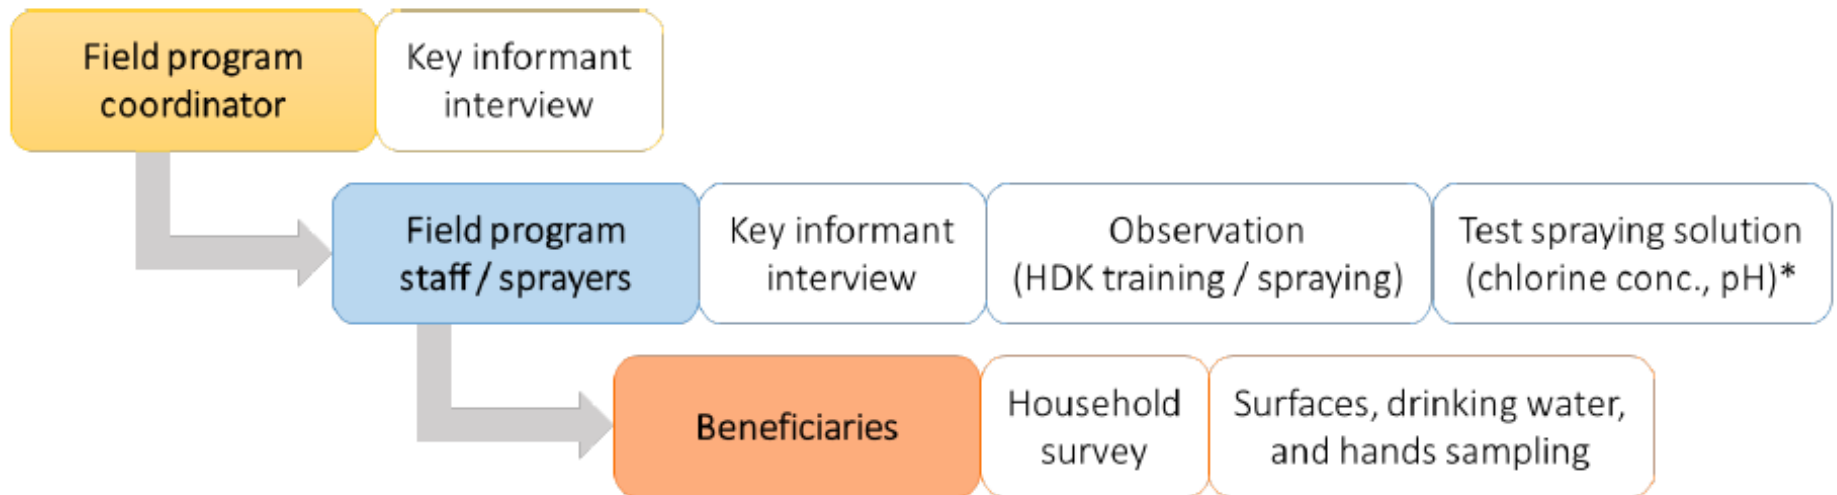 Field program
coordinator
Key informant
interview
Field program
staff / sprayers
Key informant
interview
Observation
(HDK training / spraying)
Test spraying solution
(chlorine conc., pH)*
Beneficiaries
Household
survey
Surfaces, drinking water,
and hands sampling